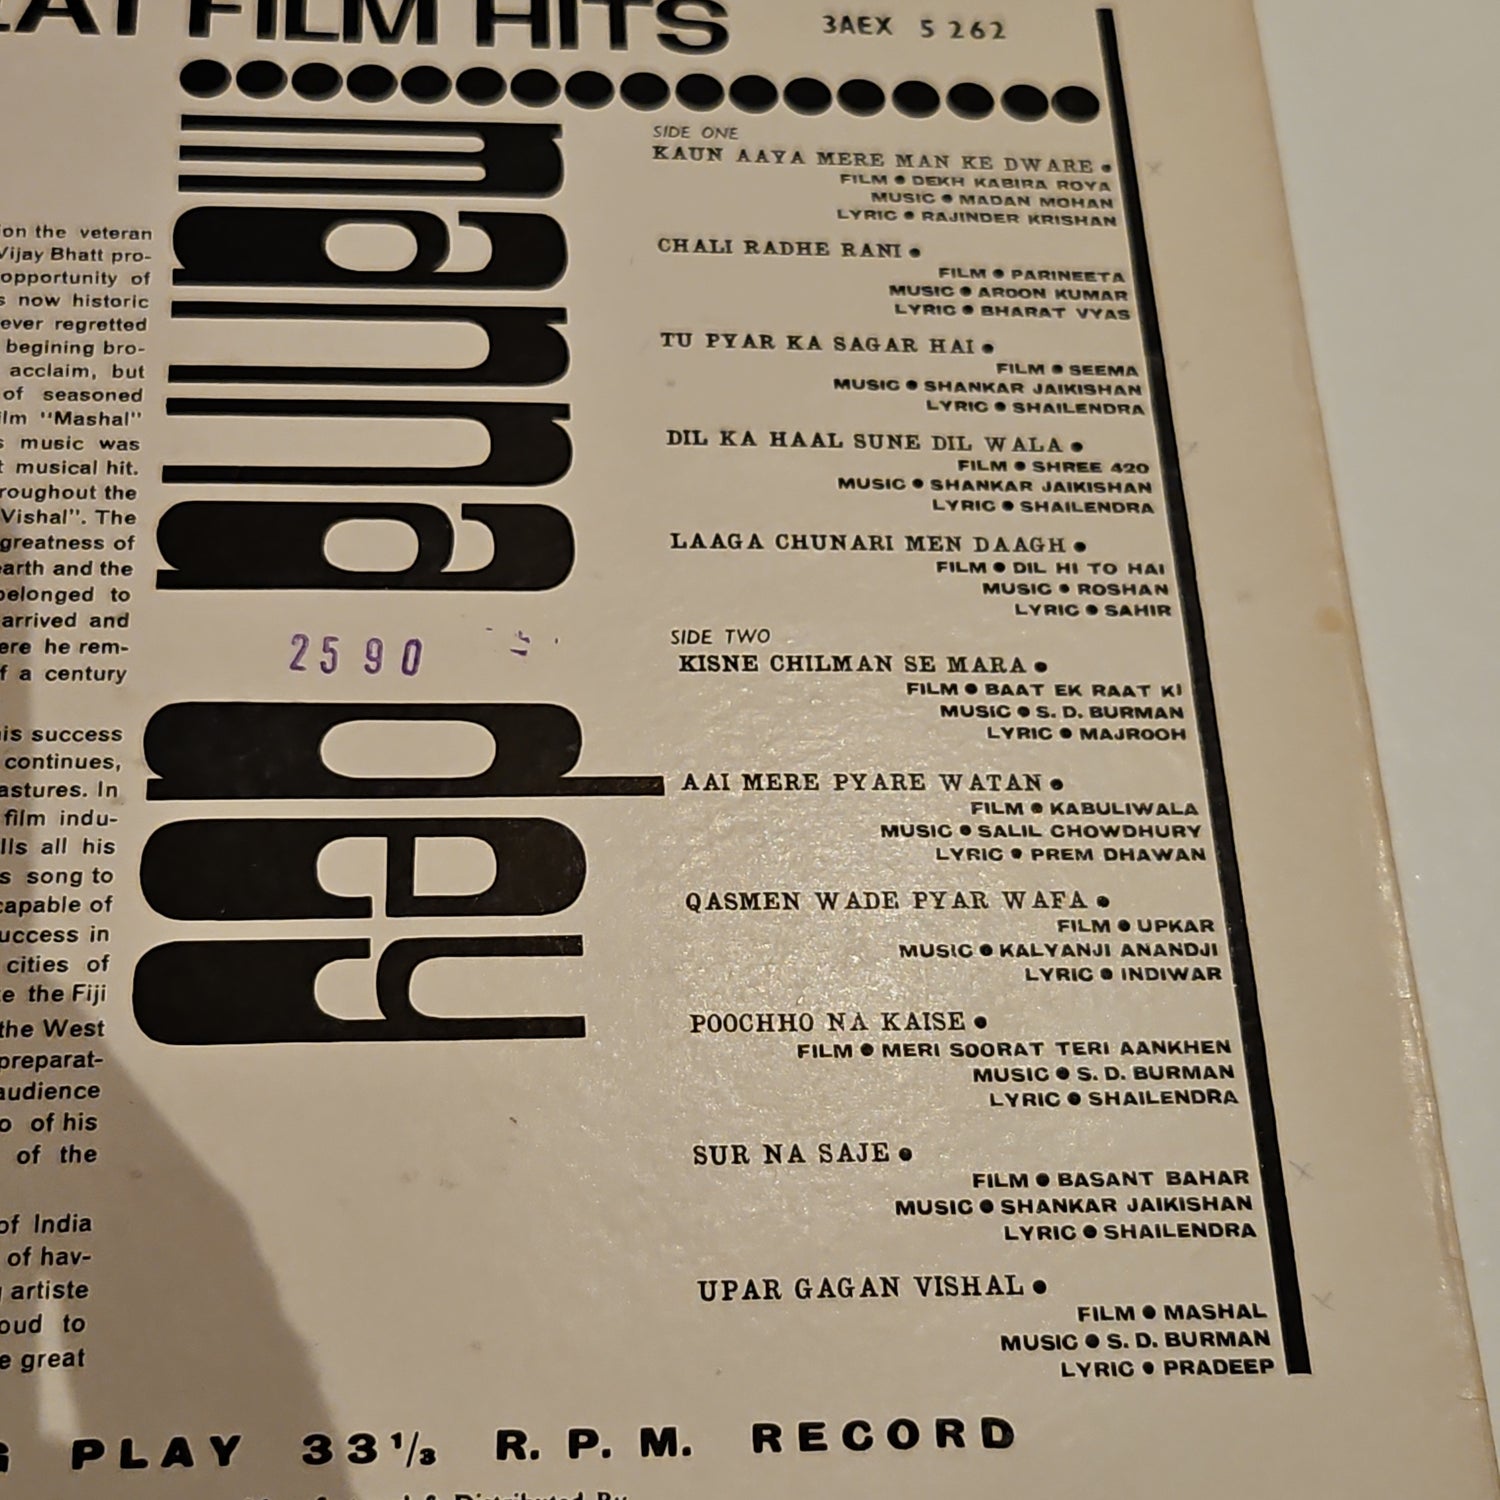 FILM HITS
3AEX 5262
on the veteran
Vijay Bhatt pro-
opportunity of
s now historic
ever regretted
begining bro-
acclaim, but
of seasoned
ilm "Mashal"
s music was
t musical hit.
roughout the
Vishal". The
greatness of
earth and the
belonged to
arrived and
ere he rem-
f a century
is success
continues,
astures. In
film indu-
lls all his
s song to
capable of
uccess in
cities of
e the Fiji
the West
preparat-
audience
o of his
of the
of India
of hav-
artiste
oud to
e great
manna dey
2590
SIDE ONE
KAUN AAYA MERE MAN KE DWARE ●
FILM ● DEKH KABIRA ROYA
MUSIC ● MADAN MOHAN
LYRIC ● RAJINDER KRISHAN
CHALI RADHE RANI ●
FILM ● PARINEETA
MUSIC ● AROON KUMAR
LYRIC ● BHARAT VYAS
TU PYAR KA SAGAR HAI ●
FILM ● SEEMA
MUSIC ● SHANKAR JAIKISHAN
LYRIC ● SHAILENDRA
DIL KA HAAL SUNE DIL WALA ●
FILM ● SHREE 420
MUSIC ● SHANKAR JAIKISHAN
LYRIC ● SHAILENDRA
LAAGA CHUNARI MEN DAAGH ●
FILM ● DIL HI TO HAI
MUSIC ● ROSHAN
LYRIC ● SAHIR
SIDE TWO
KISNE CHILMAN SE MARA ●
FILM ● BAAT EK RAAT KI
MUSIC ● S. D. BURMAN
LYRIC ● MAJROOH
AAI MERE PYARE WATAN ●
FILM ● KABULIWALA
MUSIC ● SALIL CHOWDHURY
LYRIC ● PREM DHAWAN
QASMEN WADE PYAR WAFA ●
FILM ● UPKAR
MUSIC ● KALYANJI ANANDJI
LYRIC ● INDIWAR
POOCHHO NA KAISE ●
FILM ● MERI SOORAT TERI AANKHEN
MUSIC ● S. D. BURMAN
LYRIC ● SHAILENDRA
SUR NA SAJE ●
FILM ● BASANT BAHAR
MUSIC ● SHANKAR JAIKISHAN
LYRIC ● SHAILENDRA
UPAR GAGAN VISHAL ●
FILM ● MASHAL
MUSIC ● S. D. BURMAN
LYRIC ● PRADEEP
PLAY 33⅓ R. P. M. RECORD